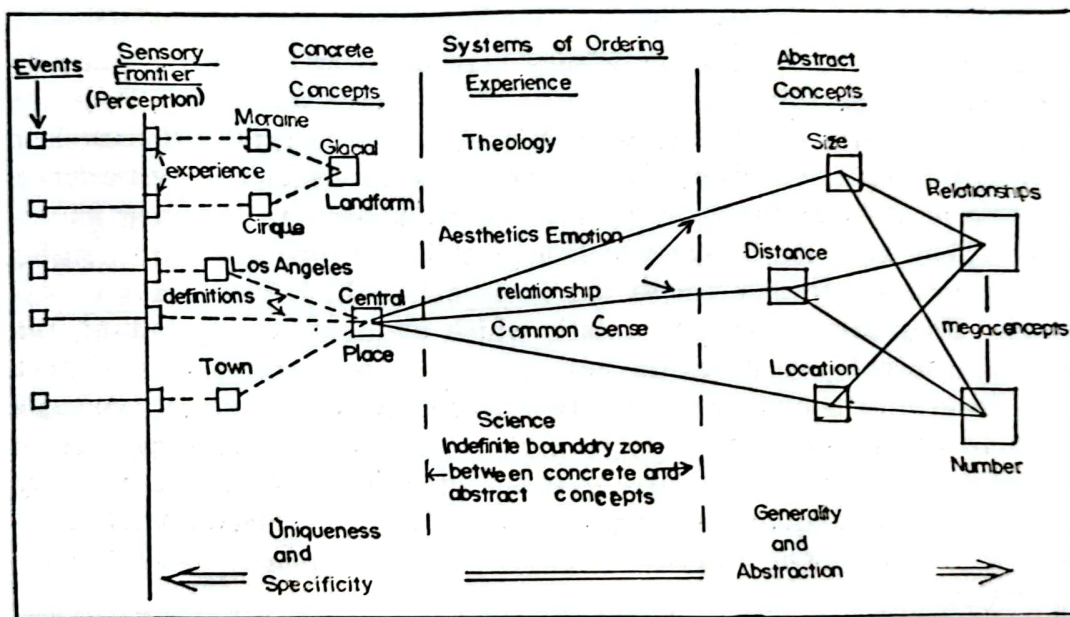 Events
Sensory
Frontier
(Perception)
Concrete
Concepts
Systems of Ordering
Experience
Abstract
Concepts
Moraine
Glacial
Landform
experience
Cirque
Theology
Size
Relationships
Aesthetics Emotion
Los Angeles
definitions
Central
Place
relationship
Common Sense
Distance
megaconcepts
Town
Location
Science
Indefinite boundary zone
between concrete and
abstract concepts
Number
Uniqueness
and
Specificity
Generality
and
Abstraction